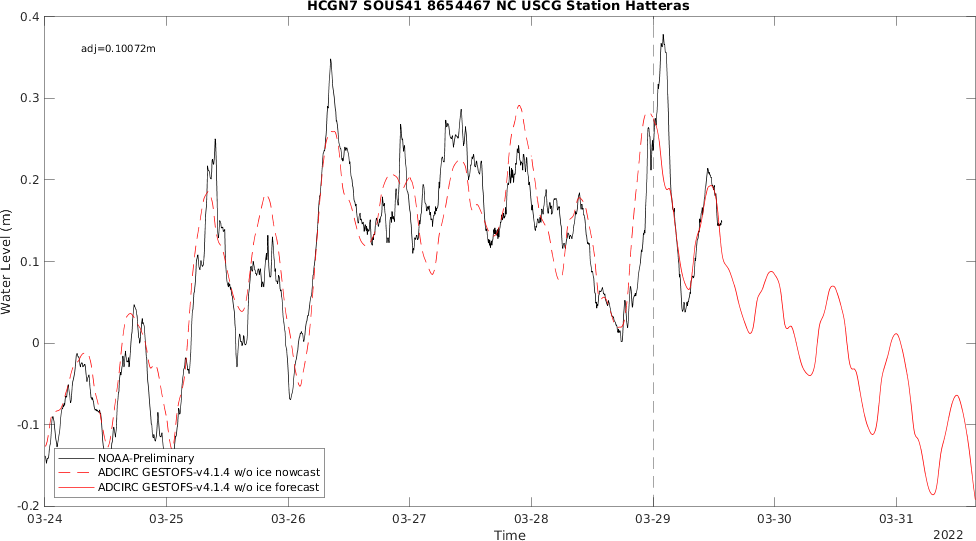 HCGN7 SOUS41 8654467 NC USCG Station Hatteras
adj=0.10072m
0.4
0.3
0.2
0.1
0
-0.1
-0.2
Water Level (m)
NOAA-Preliminary
ADCIRC GESTOFS-v4.1.4 w/o ice nowcast
ADCIRC GESTOFS-v4.1.4 w/o ice forecast
03-24 03-25 03-26 03-27 03-28 03-29 03-30 03-31
Time
2022